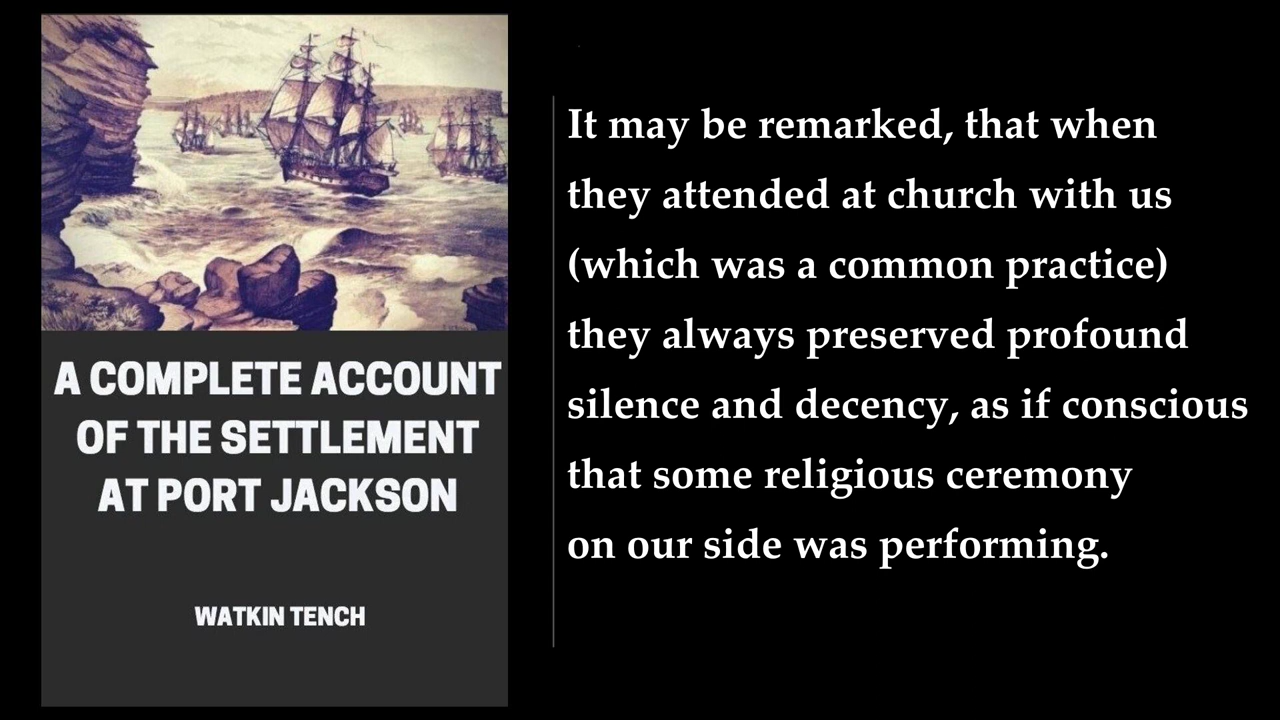 A COMPLETE ACCOUNT
OF THE SETTLEMENT
AT PORT JACKSON
WATKIN TENCH
It may be remarked, that when
they attended at church with us
(which was a common practice)
they always preserved profound
silence and decency, as if conscious
that some religious ceremony
on our side was performing.